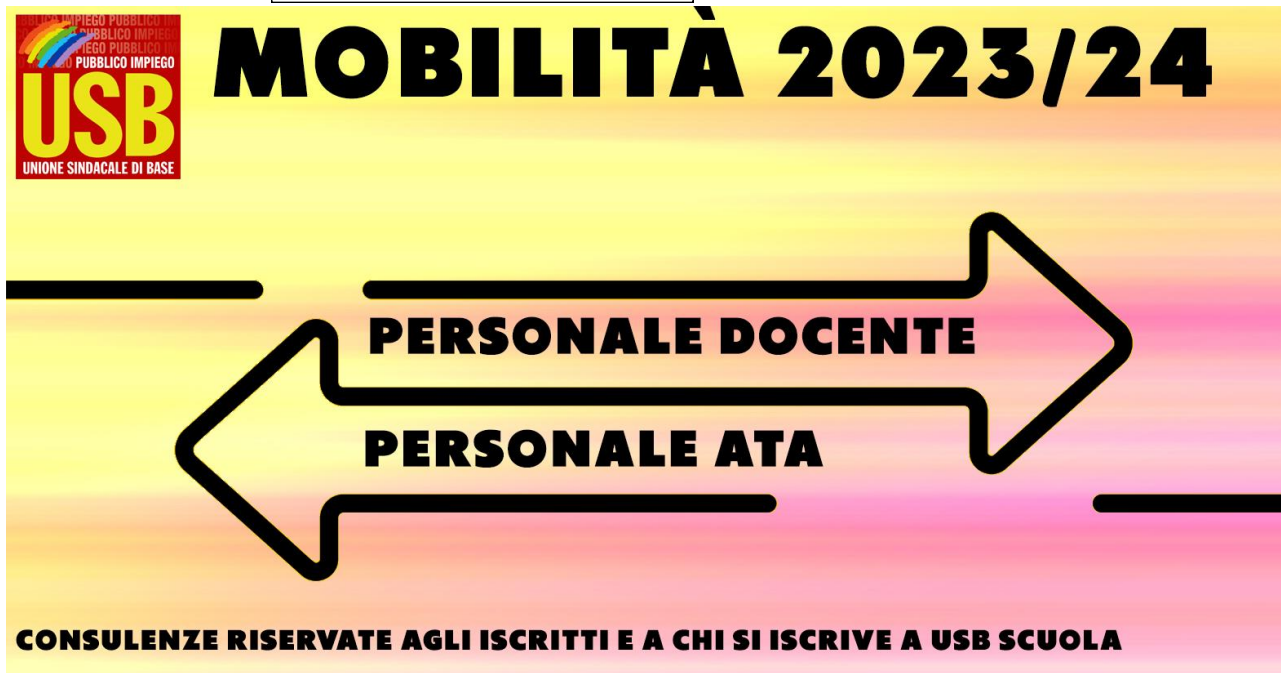 MOBILITÀ 2023/24
PUBBLICO IMPIEGO
USB
UNIONE SINDACALE DI BASE
PERSONALE DOCENTE
PERSONALE ATA
CONSULENZE RISERVATE AGLI ISCRITTI E A CHI SI ISCRIVE A USB SCUOLA